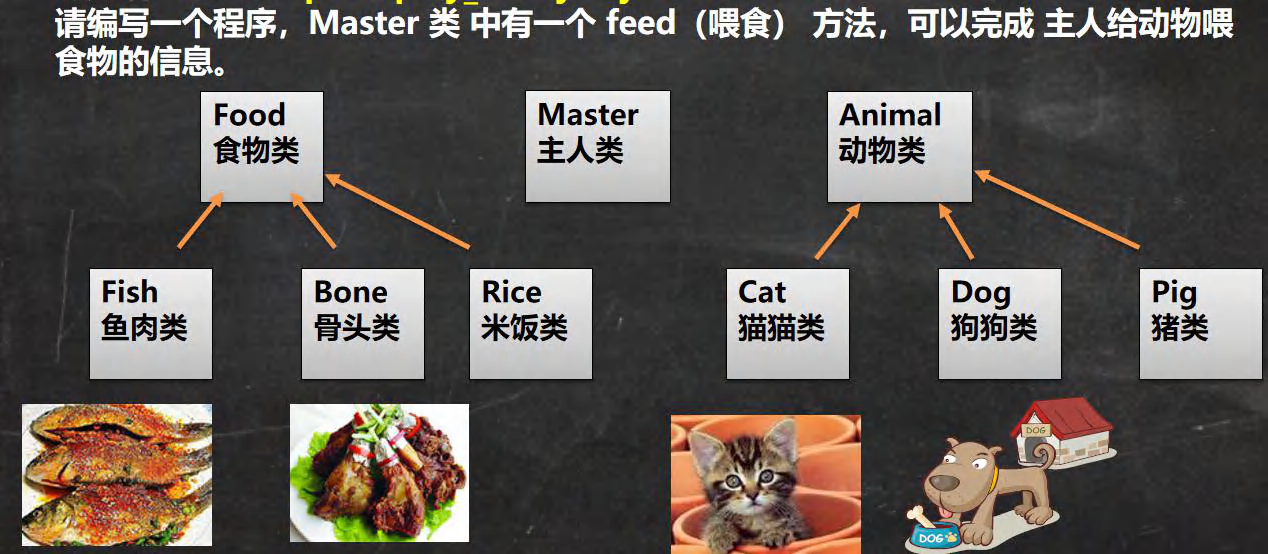 请编写一个程序，Master 类 中有一个 feed（喂食） 方法，可以完成 主人给动物喂
食物的信息。
Food
食物类
Master
主人类
Animal
动物类
Fish
鱼肉类
Bone
骨头类
Rice
米饭类
Cat
猫猫类
Dog
狗狗类
Pig
猪类
DOG
DOG